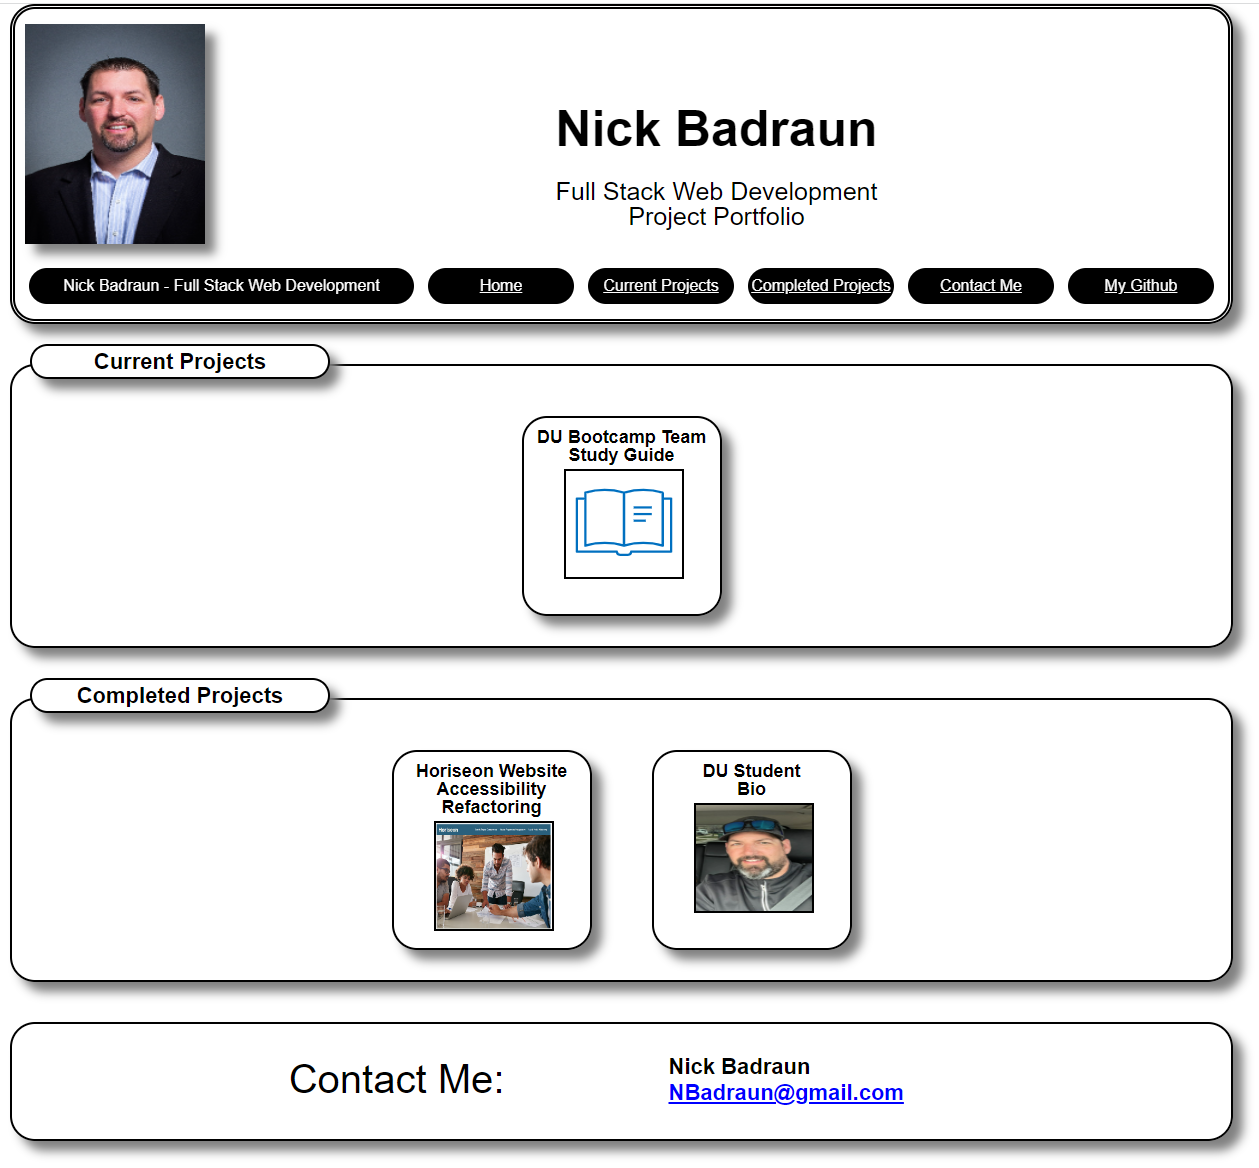 Nick Badraun
Full Stack Web Development
Project Portfolio
Nick Badraun - Full Stack Web Development
Home
Current Projects
Completed Projects
Contact Me
My Github
Current Projects
DU Bootcamp Team
Study Guide
Completed Projects
Horiseon Website
Accessibility
Refactoring
Horiseon
DU Student
Bio
Contact Me:
Nick Badraun
NBadraun@gmail.com